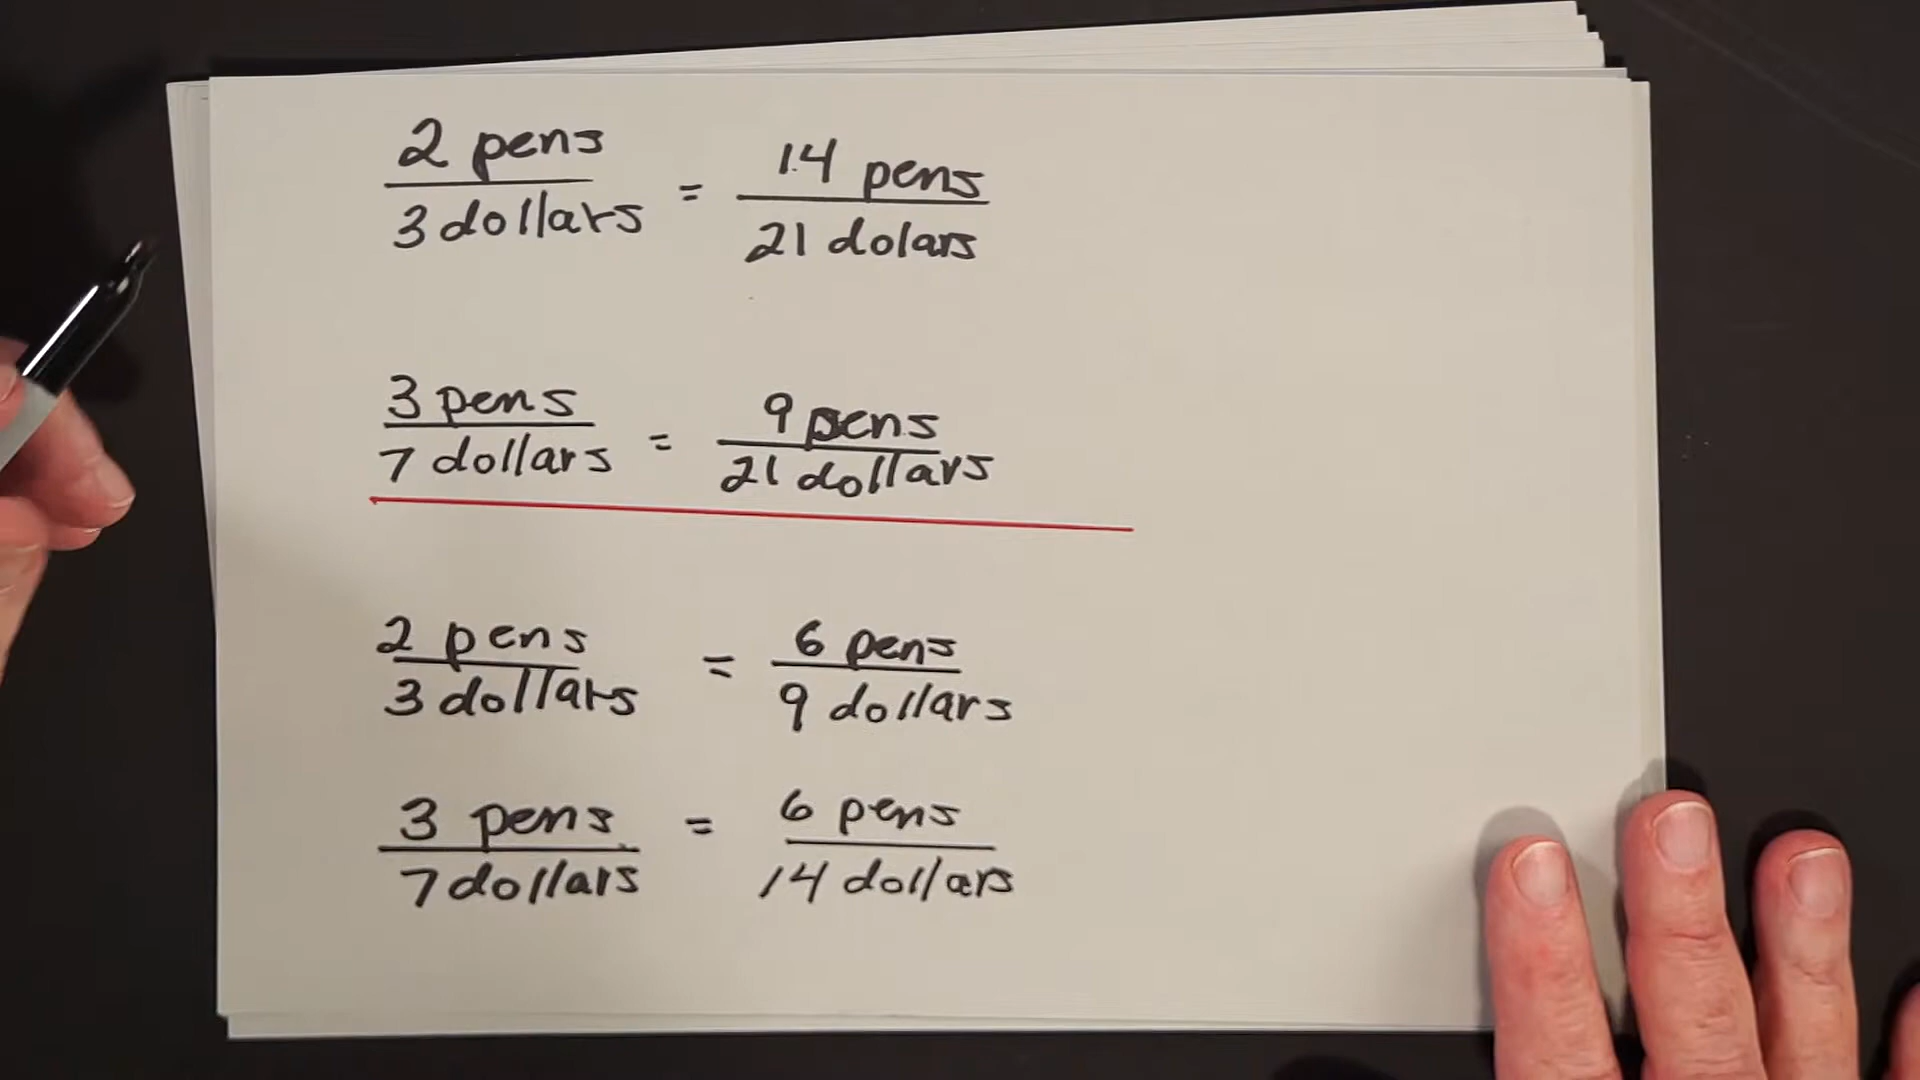 2 pens = 14 pens
3 dollars 21 dolars
3 pens = 9 pens
7 dollars 21 dollars
2 pens = 6 pens
3 dollars 9 dollars
3 pens = 6 pens
7 dollars 14 dollars